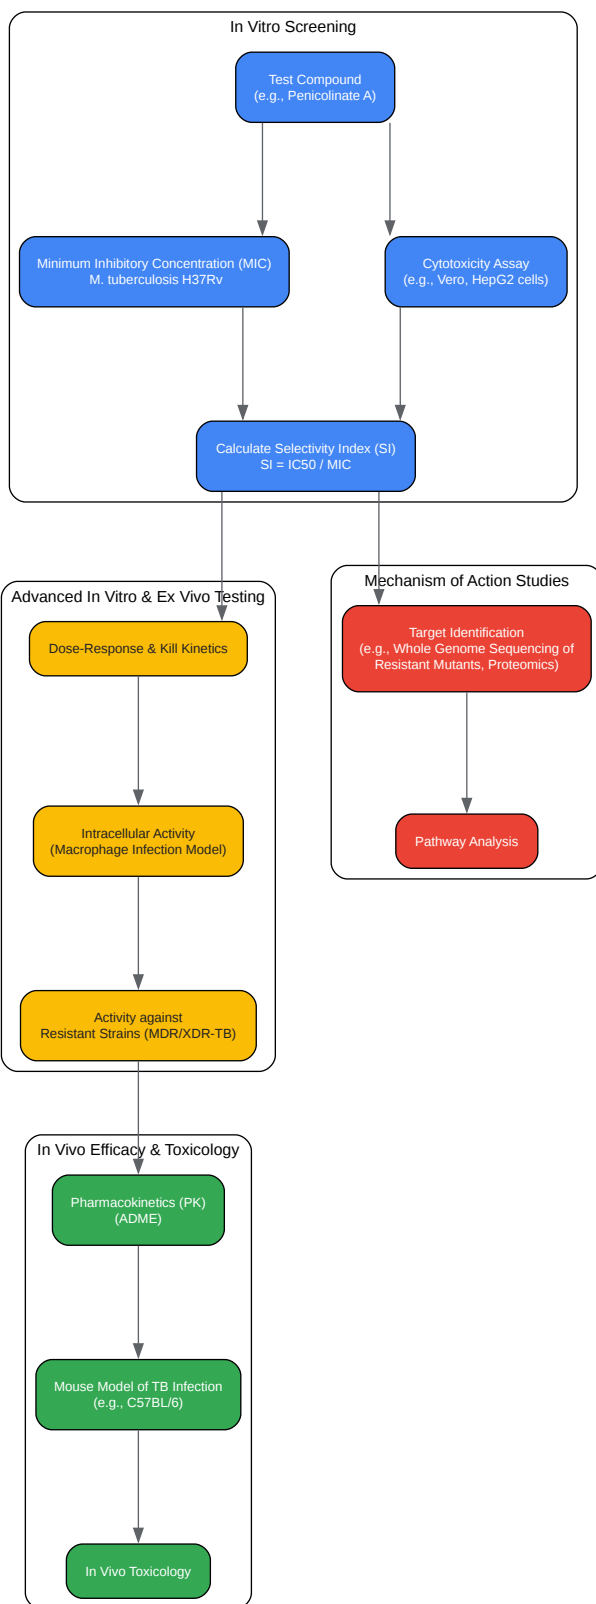 In Vitro Screening
Test Compound
(e.g., Penicolinate A)
Minimum Inhibitory Concentration (MIC)
M. tuberculosis H37Rv
Cytotoxicity Assay
(e.g., Vero, HepG2 cells)
Calculate Selectivity Index (SI)
SI = IC50 / MIC
Advanced In Vitro & Ex Vivo Testing
Dose-Response & Kill Kinetics
Intracellular Activity
(Macrophage Infection Model)
Activity against
Resistant Strains (MDR/XDR-TB)
Mechanism of Action Studies
Target Identification
(e.g., Whole Genome Sequencing of
Resistant Mutants, Proteomics)
Pathway Analysis
In Vivo Efficacy & Toxicology
Pharmacokinetics (PK)
(ADME)
Mouse Model of TB Infection
(e.g., C57BL/6)
In Vivo Toxicology